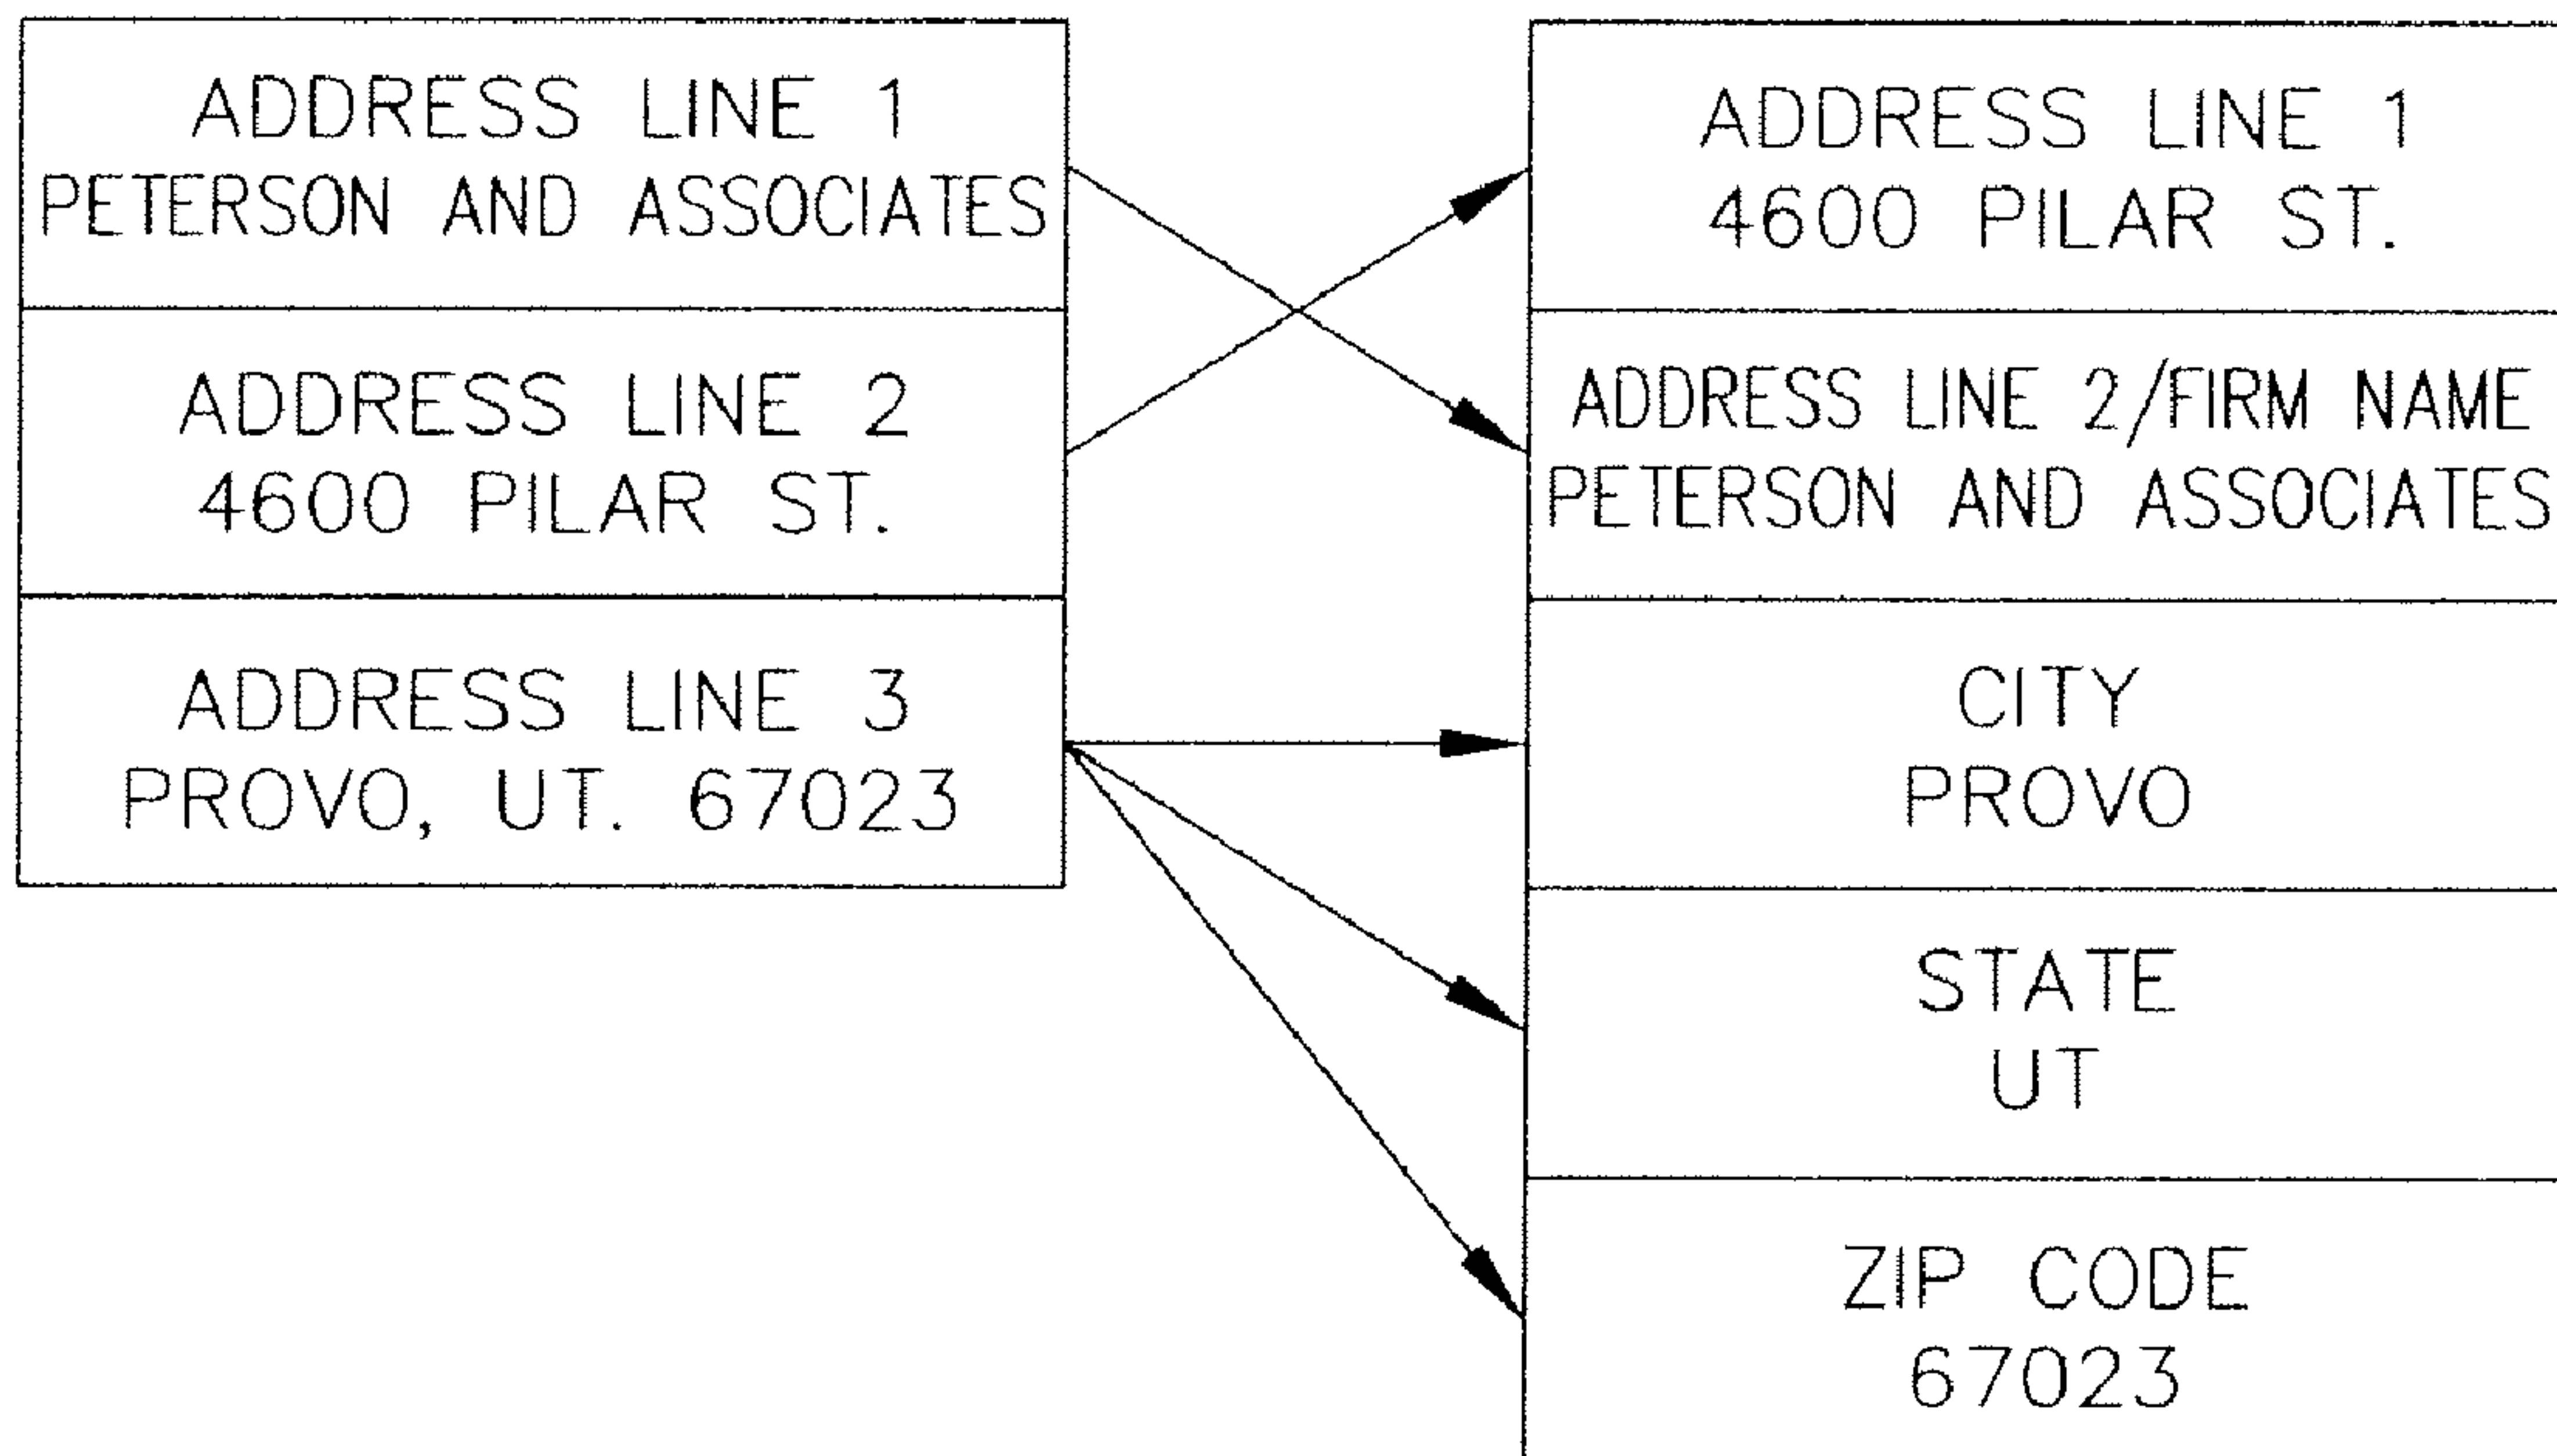 ADDRESS LINE 1
PETERSON AND ASSOCIATES
ADDRESS LINE 2
4600 PILAR ST.
ADDRESS LINE 3
PROVO, UT. 67023
ADDRESS LINE 1
4600 PILAR ST.
ADDRESS LINE 2/FIRM NAME
PETERSON AND ASSOCIATES
CITY
PROVO
STATE
UT
ZIP CODE
67023